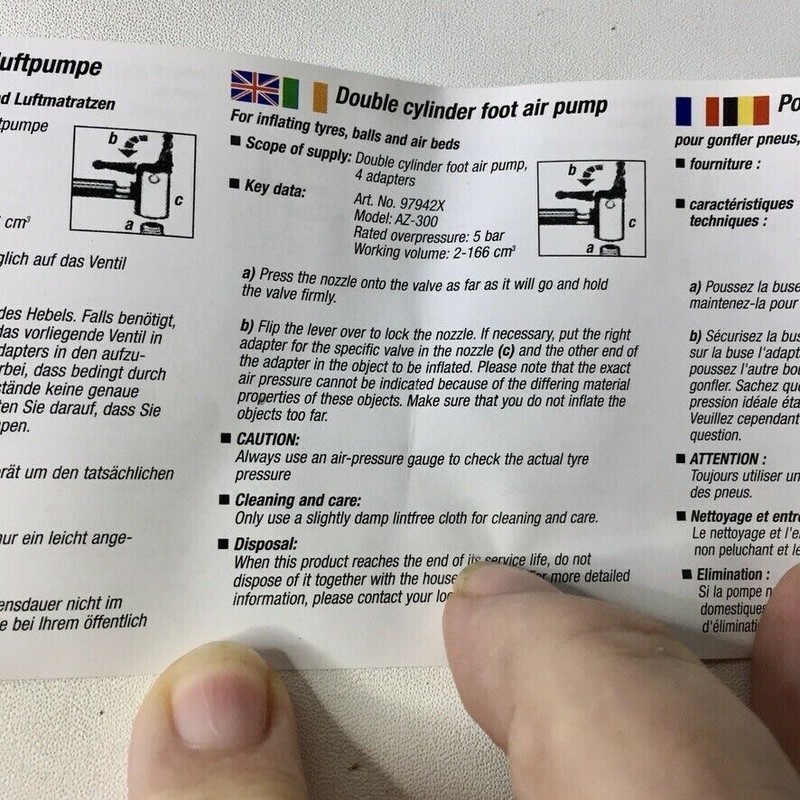 luftpumpe
nd Luftmatratzen
tpumpe
b
c
a
cm³
glich auf das Ventil
des Hebels. Falls benötigt,
das vorliegende Ventil in
dapters in den aufzu-
rbei, dass bedingt durch
stände keine genaue
en Sie darauf, dass Sie
pen.
rät um den tatsächlichen
nur ein leicht ange-
ensdauer nicht im
e bei Ihrem öffentlich
Double cylinder foot air pump
For inflating tyres, balls and air beds
■ Scope of supply: Double cylinder foot air pump,
4 adapters
■ Key data:
Art. No. 97942X
Model: AZ-300
Rated overpressure: 5 bar
Working volume: 2-166 cm³
b
c
a
a) Press the nozzle onto the valve as far as it will go and hold
the valve firmly.
b) Flip the lever over to lock the nozzle. If necessary, put the right
adapter for the specific valve in the nozzle (c) and the other end of
the adapter in the object to be inflated. Please note that the exact
air pressure cannot be indicated because of the differing material
properties of these objects. Make sure that you do not inflate the
objects too far.
■ CAUTION:
Always use an air-pressure gauge to check the actual tyre
pressure
■ Cleaning and care:
Only use a slightly damp lintfree cloth for cleaning and care.
■ Disposal:
When this product reaches the end of its service life, do not
dispose of it together with the house For more detailed
information, please contact your lo
Po
pour gonfler pneus,
■ fourniture :
■ caractéristiques
techniques :
a) Poussez la buse
maintenez-la pour
b) Sécurisez la bus
sur la buse l'adapt
poussez l'autre bou
gonfler. Sachez que
pression idéale éta
Veuillez cependant
question.
■ ATTENTION :
Toujours utiliser un
des pneus.
■ Nettoyage et entre
Le nettoyage et l'e
non peluchant et le
■ Elimination :
Si la pompe n
domestiques
d'éliminati